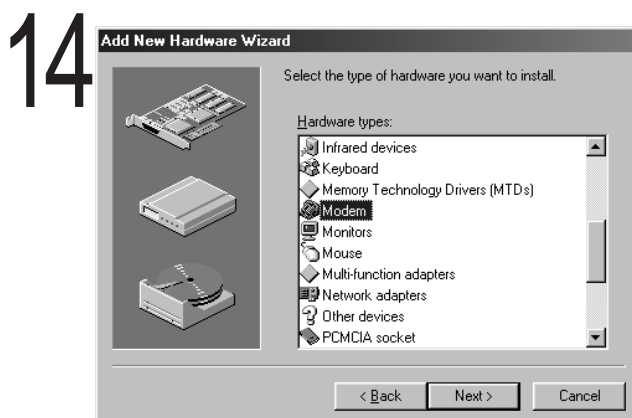 14
Add New Hardware Wizard
Select the type of hardware you want to install.
Hardware types:
Infrared devices
Keyboard
Memory Technology Drivers (MTDs)
Modem
Monitors
Mouse
Multi-function adapters
Network adapters
Other devices
PCMCIA socket
< Back Next > Cancel